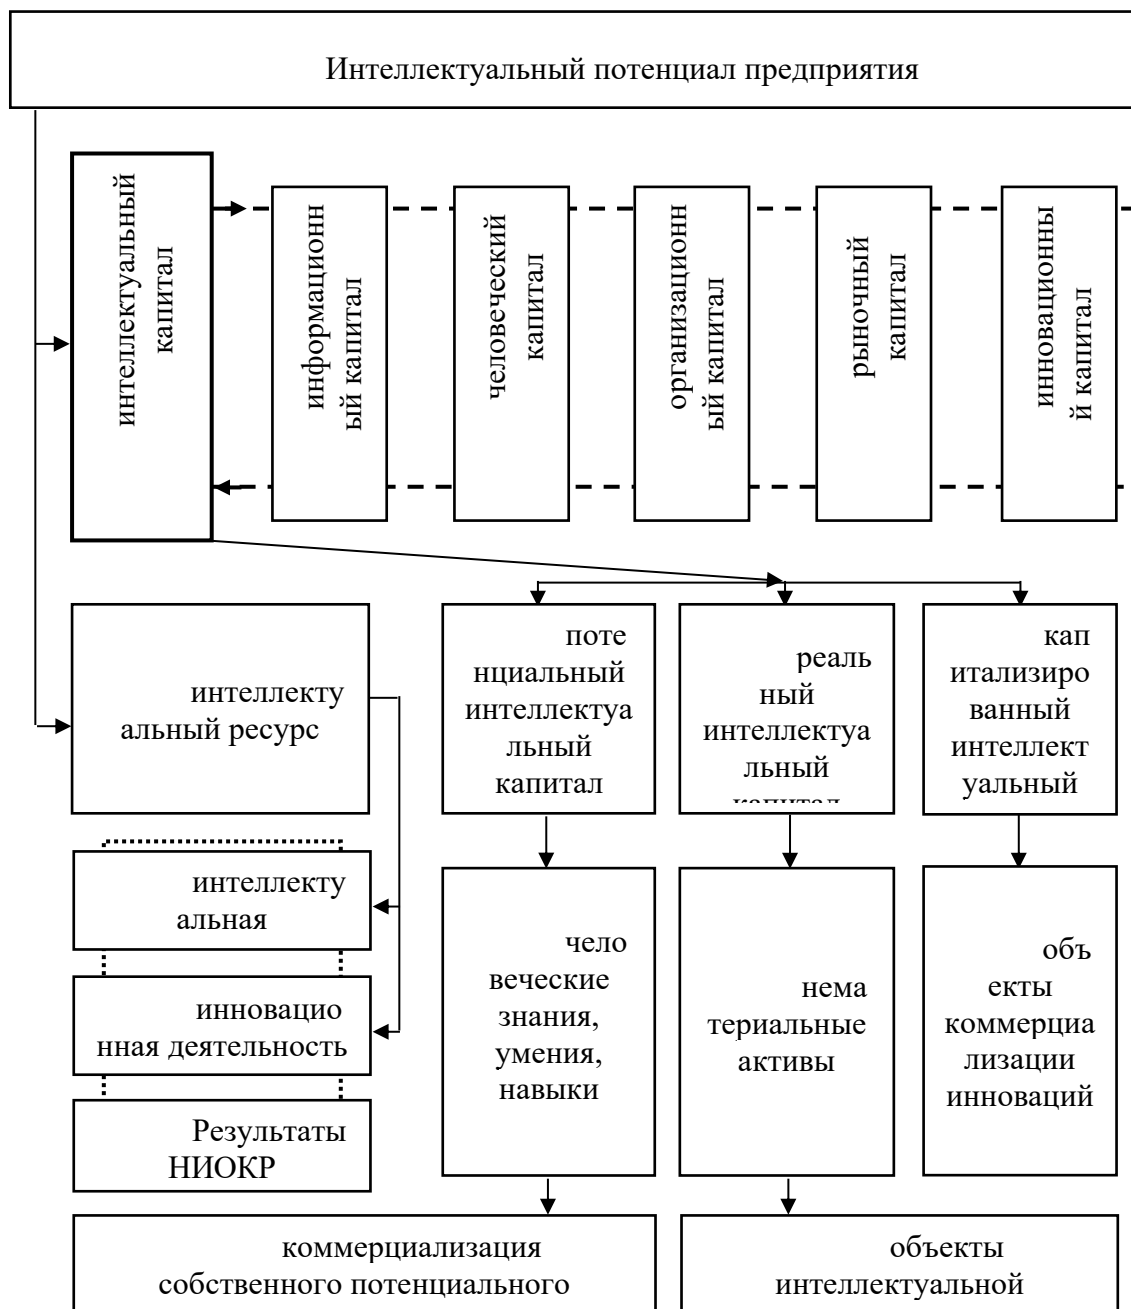 Интеллектуальный потенциал предприятия
интеллектуальный
капитал
информационн
ый капитал
человеческий
капитал
организационн
ый капитал
рыночный
капитал
инновационны
й капитал
интеллекту
альный ресурс
поте
нциальный
интеллектуа
льный
капитал
реаль
ный
интеллектуа
льный
капитал
кап
итализиро
ванный
интеллект
уальный
интеллекту
альная
инновацио
нная деятельность
Результаты
НИОКР
чело
веческие
знания,
умения,
навыки
нема
териальные
активы
объ
екты
коммерциа
лизации
инноваций
коммерциализация
собственного потенциального
объекты
интеллектуальной